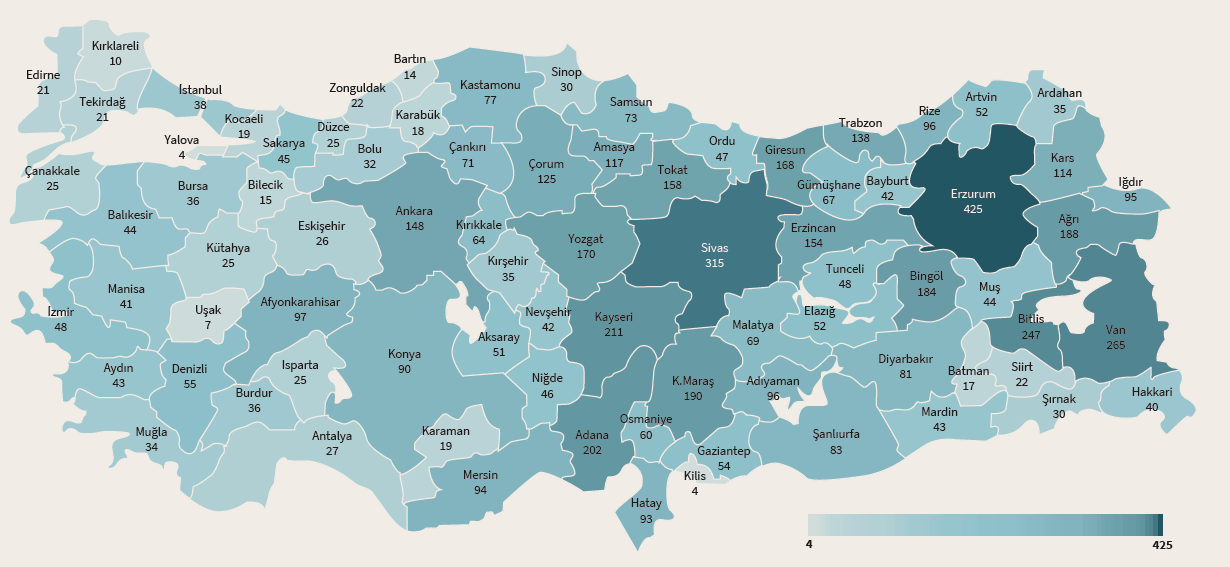 Kırklareli
10
Edirne
21
Tekirdağ
21
İstanbul
38
Kocaeli
19
Yalova
4
Sakarya
45
Düzce
25
Zonguldak
22
Bartın
14
Karabük
18
Bolu
32
Kastamonu
77
Sinop
30
Samsun
73
Çankırı
71
Çorum
125
Amasya
117
Tokat
158
Ordu
47
Giresun
168
Trabzon
138
Gümüşhane
67
Bayburt
42
Rize
96
Artvin
52
Ardahan
35
Kars
114
Iğdır
95
Ağrı
188
Erzurum
425
Erzincan
154
Sivas
315
Çanakkale
25
Balıkesir
44
Bursa
36
Bilecik
15
Eskişehir
26
Kütahya
25
Ankara
148
Kırıkkale
64
Kırşehir
35
Yozgat
170
Tunceli
48
Bingöl
184
Muş
44
Bitlis
247
Van
265
İzmir
48
Manisa
41
Uşak
7
Afyonkarahisar
97
Konya
90
Aksaray
51
Nevşehir
42
Kayseri
211
Malatya
69
Elazığ
52
Diyarbakır
81
Batman
17
Siirt
22
Şırnak
30
Hakkari
40
Aydın
43
Denizli
55
Isparta
25
Burdur
36
Muğla
34
Antalya
27
Karaman
19
Mersin
94
Niğde
46
Adana
202
Osmaniye
60
K.Maraş
190
Adıyaman
96
Gaziantep
54
Kilis
4
Hatay
93
Şanlıurfa
83
Mardin
43
4
425